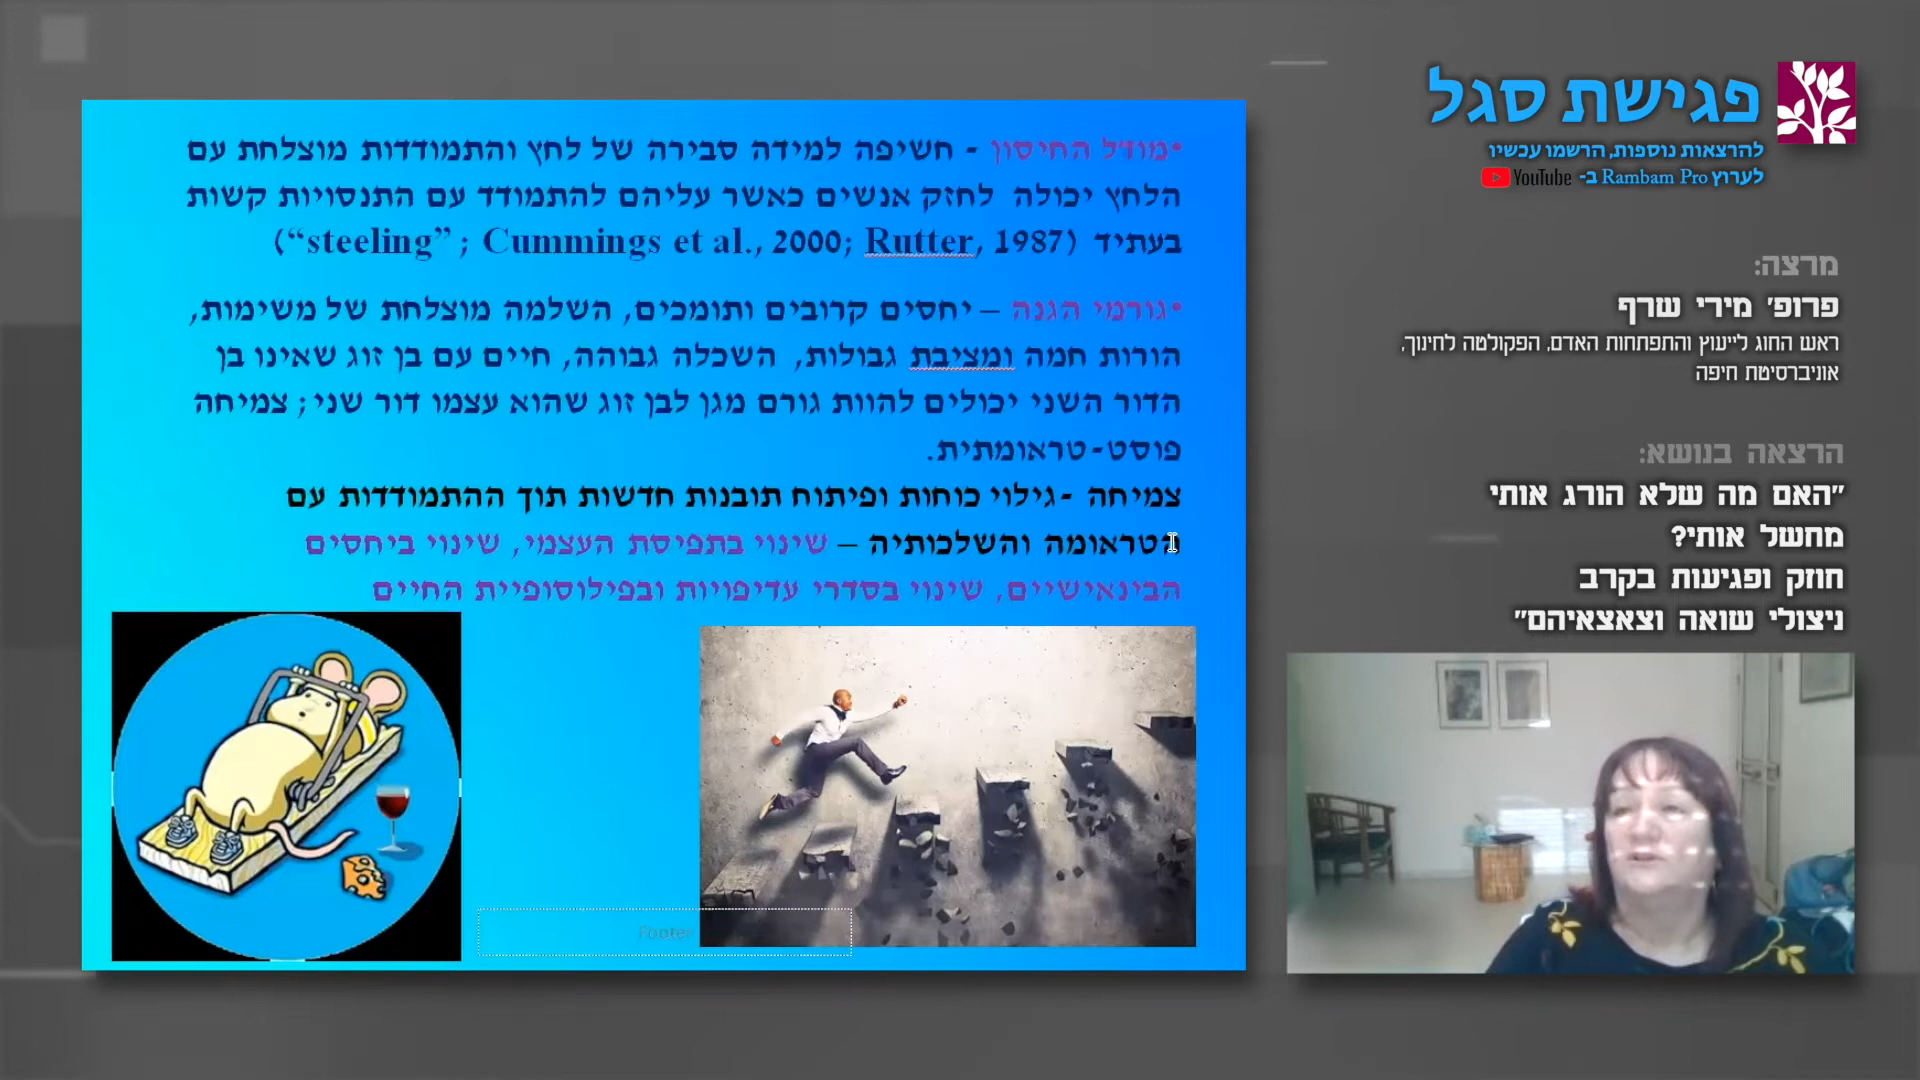 •מודל החיסון - חשיפה למידה סבירה של לחץ והתמודדות מוצלחת עם
הלחץ יכולה לחזק אנשים כאשר עליהם להתמודד עם התנסויות קשות
בעתיד (“steeling” ; Cummings et al., 2000; Rutter, 1987)
•גורמי הגנה – יחסים קרובים ותומכים, השלמה מוצלחת של משימות,
הורות חמה ומציבת גבולות, השכלה גבוהה, חיים עם בן זוג שאינו בן
הדור השני יכולים להוות גורם מגן לבן זוג שהוא עצמו דור שני; צמיחה
פוסט-טראומתית.
צמיחה -גילוי כוחות ופיתוח תובנות חדשות תוך ההתמודדות עם
הטראומה והשלכותיה – שינוי בתפיסת העצמי, שינוי ביחסים
הבינאישיים, שינוי בסדרי עדיפויות ובפילוסופיית החיים
Footer
פגישת סגל
להרצאות נוספות, הרשמו עכשיו
לערוץ Rambam Pro ב- YouTube
מרצה:
פרופ' מירי שרף
ראש החוג לייעוץ והתפתחות האדם, הפקולטה לחינוך,
אוניברסיטת חיפה
הרצאה בנושא:
"האם מה שלא הורג אותי
מחשל אותי?
חוזק ופגיעות בקרב
ניצולי שואה וצאצאיהם"